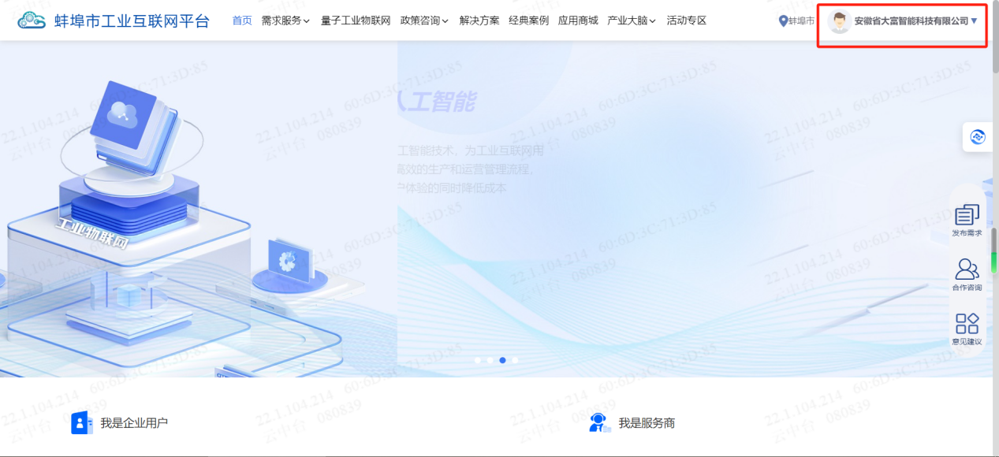 蚌埠市工业互联网平台 首页 需求服务 量子工业物联网 政策咨询 解决方案 经典案例 应用商城 产业大脑 活动专区 蚌埠市 安徽省大富智能科技有限公司
人工智能
工智能技术，为工业互联网用
高效的生产和运营管理流程，
户体验的同时降低成本
工业物联网
发布需求
合作咨询
意见建议
我是企业用户 我是服务商
22.1.104.214 60:6D:3C:71:3D:85
云中台 080839